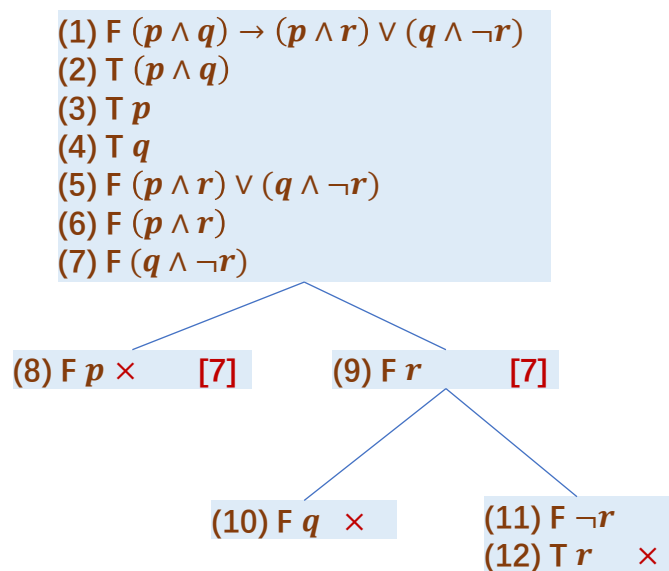 (1) F (p ∧ q) → (p ∧ r) ∨ (q ∧ ¬r)
(2) T (p ∧ q)
(3) T p
(4) T q
(5) F (p ∧ r) ∨ (q ∧ ¬r)
(6) F (p ∧ r)
(7) F (q ∧ ¬r)
(8) F p × [7]
(9) F r [7]
(10) F q ×
(11) F ¬r
(12) T r ×